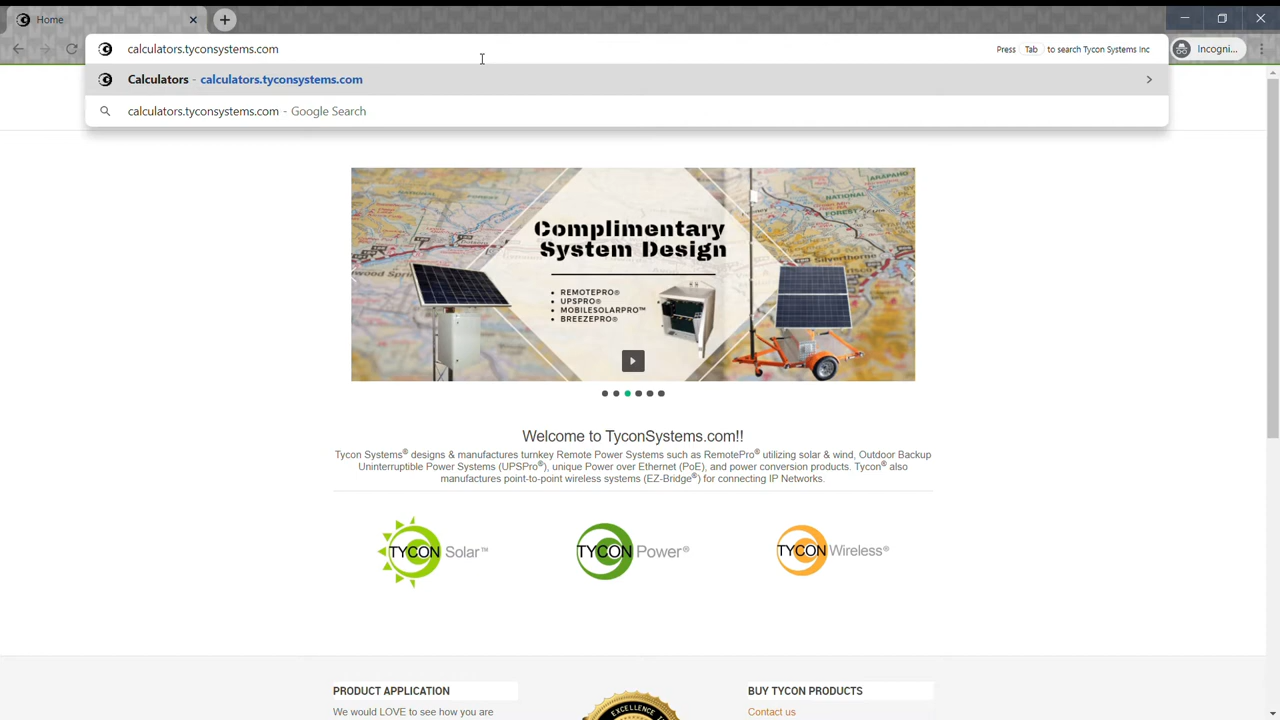 Home
calculators.tyconsystems.com
Press Tab to search Tycon Systems Inc
Incogni...
Calculators - calculators.tyconsystems.com
calculators.tyconsystems.com - Google Search
ARAPAHO
NATIONAL
FOREST
Silverthorne
Complimentary
System Design
• REMOTEPRO®
• UPSPRO®
• MOBILESOLARPRO™
• BREEZEPRO®
Welcome to TyconSystems.com!!
Tycon Systems® designs & manufactures turnkey Remote Power Systems such as RemotePro® utilizing solar & wind, Outdoor Backup
Uninterruptible Power Systems (UPSPro®), unique Power over Ethernet (PoE), and power conversion products. Tycon® also
manufactures point-to-point wireless systems (EZ-Bridge®) for connecting IP Networks.
TYCON Solar™
TYCON Power®
TYCON Wireless®
PRODUCT APPLICATION
We would LOVE to see how you are
EXCELLENCE
BUY TYCON PRODUCTS
Contact us